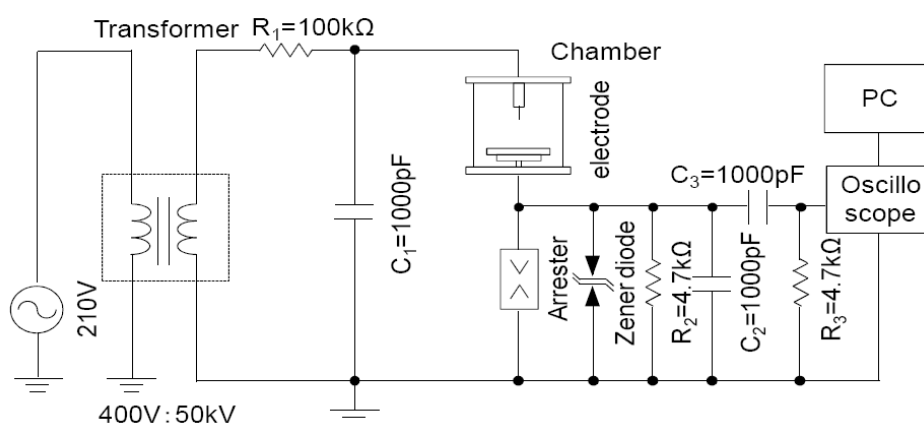 Transformer
R₁=100kΩ
Chamber
electrode
PC
Oscillo
scope
C₃=1000pF
C₁=1000pF
Arrester
Zener diode
R₂=4.7kΩ
C₂=1000pF
R₃=4.7kΩ
210V
400V : 50kV